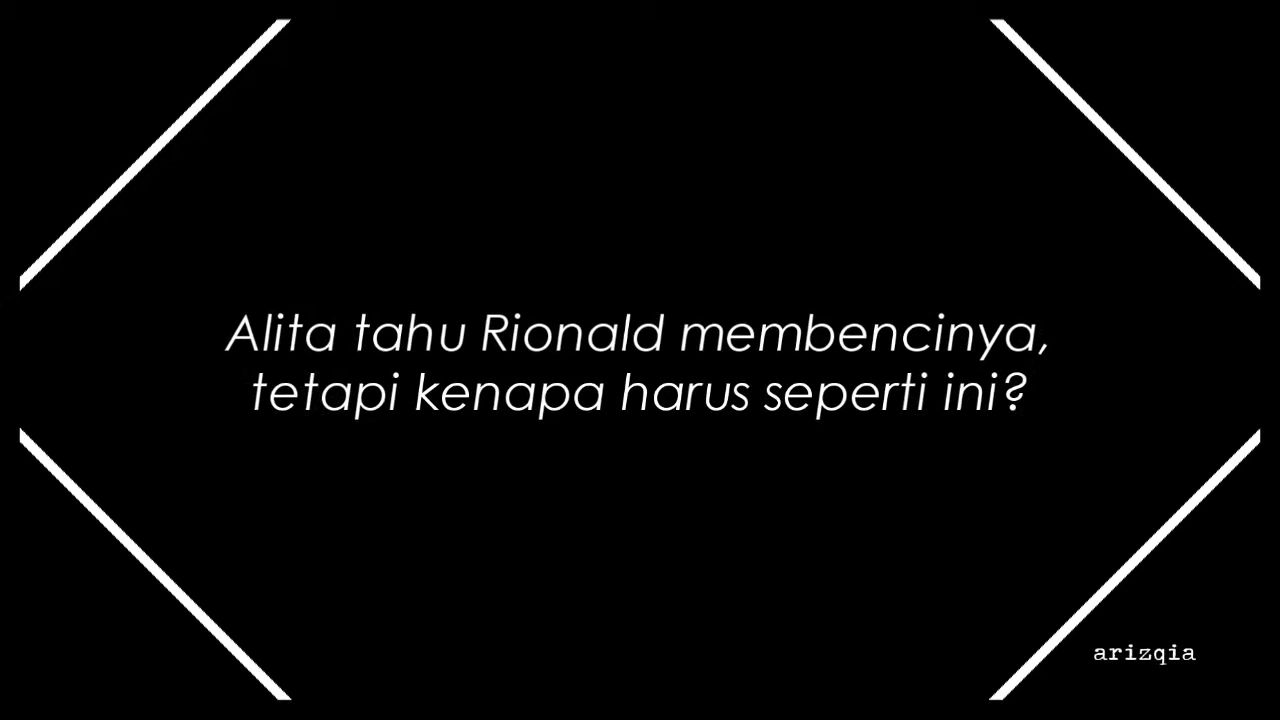 Alita tahu Rionald membencinya,
tetapi kenapa harus seperti ini?
arizqia